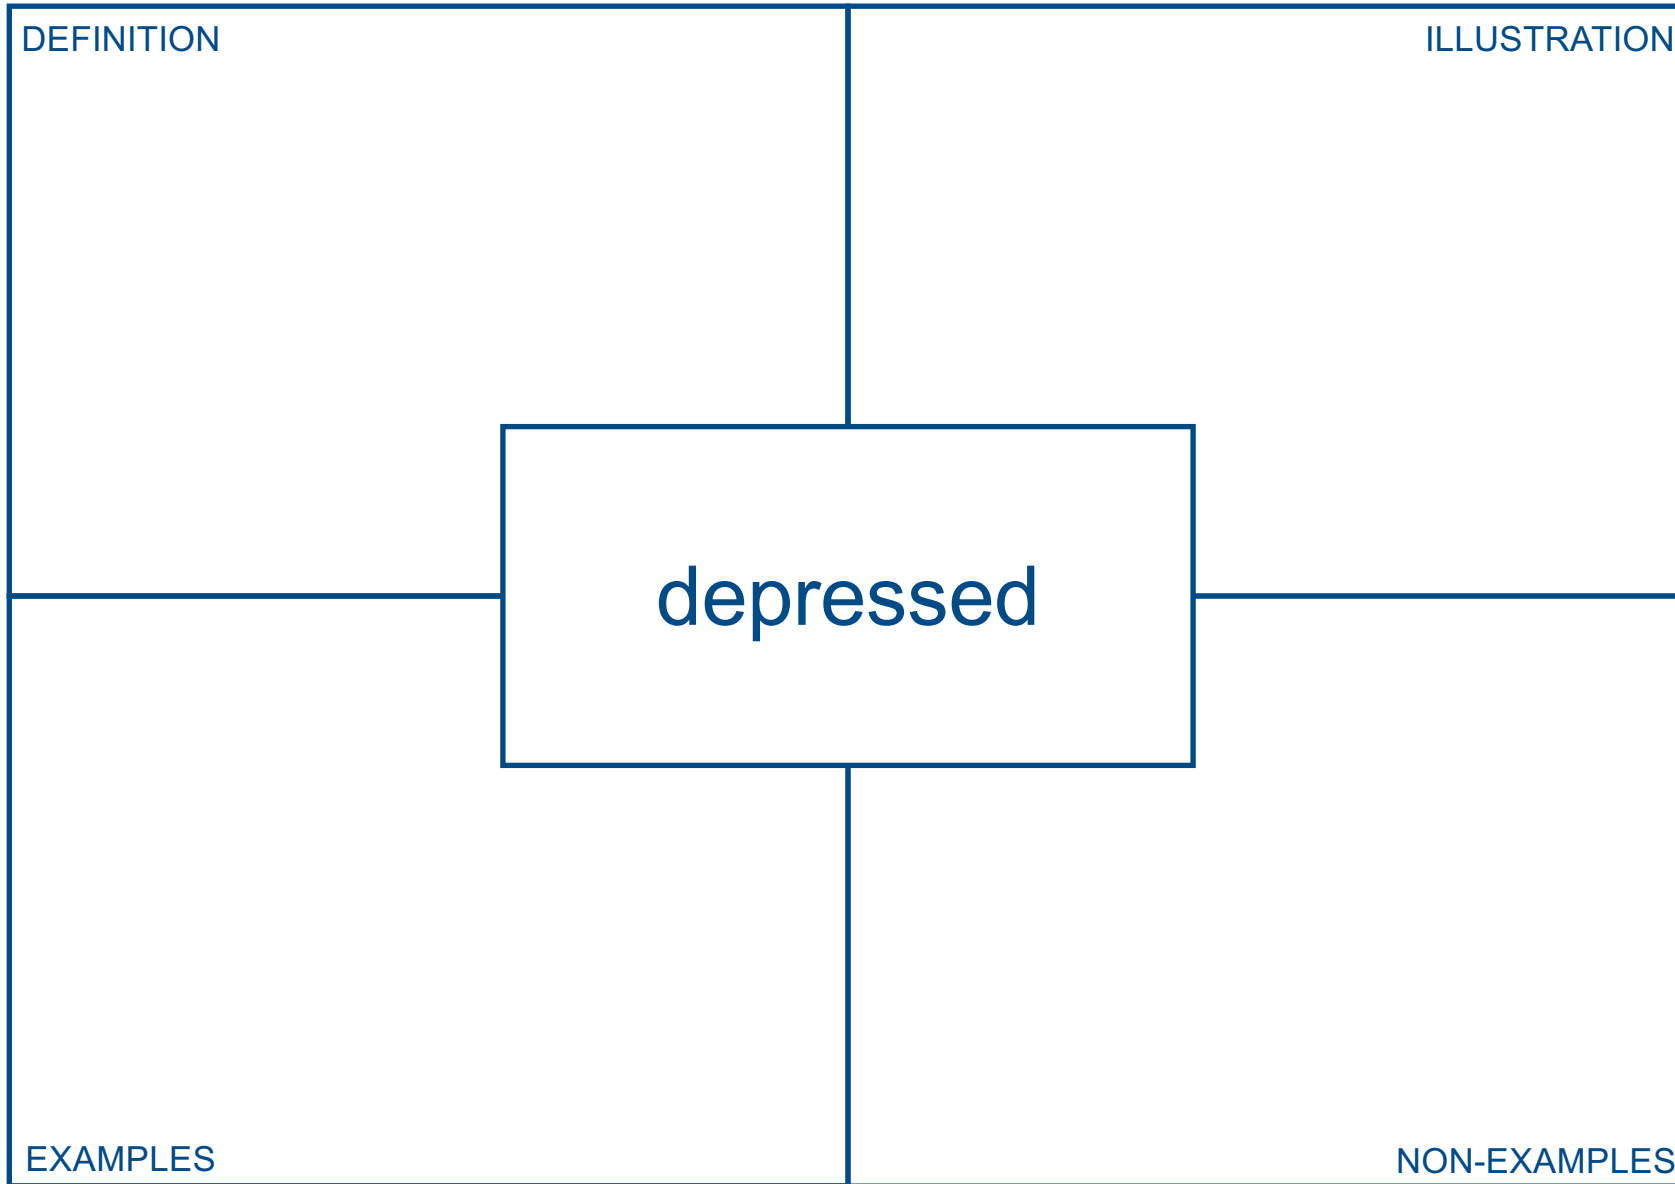 DEFINITION
ILLUSTRATION
depressed
EXAMPLES
NON-EXAMPLES